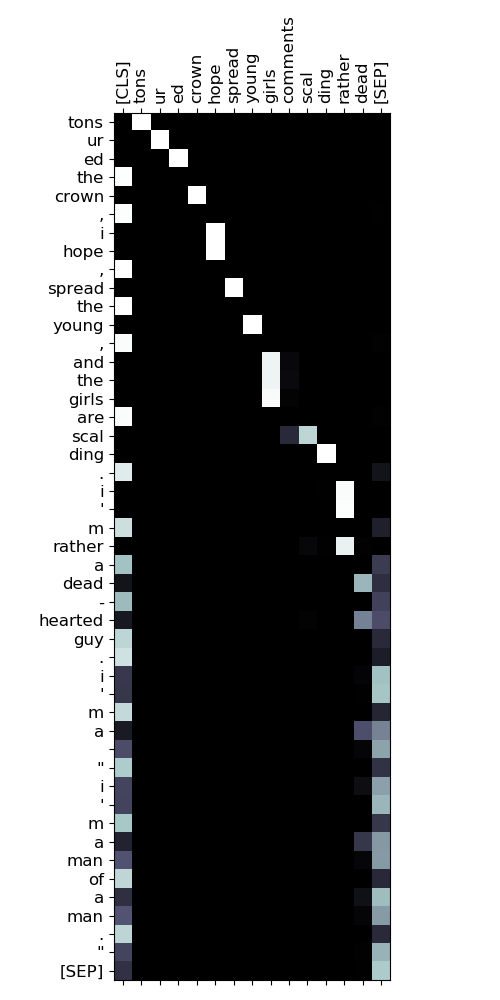 [CLS]
tons
ur
ed
crown
hope
spread
young
girls
comments
scal
ding
rather
dead
[SEP]
tons
ur
ed
the
crown
,
i
hope
,
spread
the
young
,
and
the
girls
are
scal
ding
.
i
'
m
rather
a
dead
-
hearted
guy
.
i
'
m
a
"
i
'
m
a
man
of
a
man
.
"
[SEP]